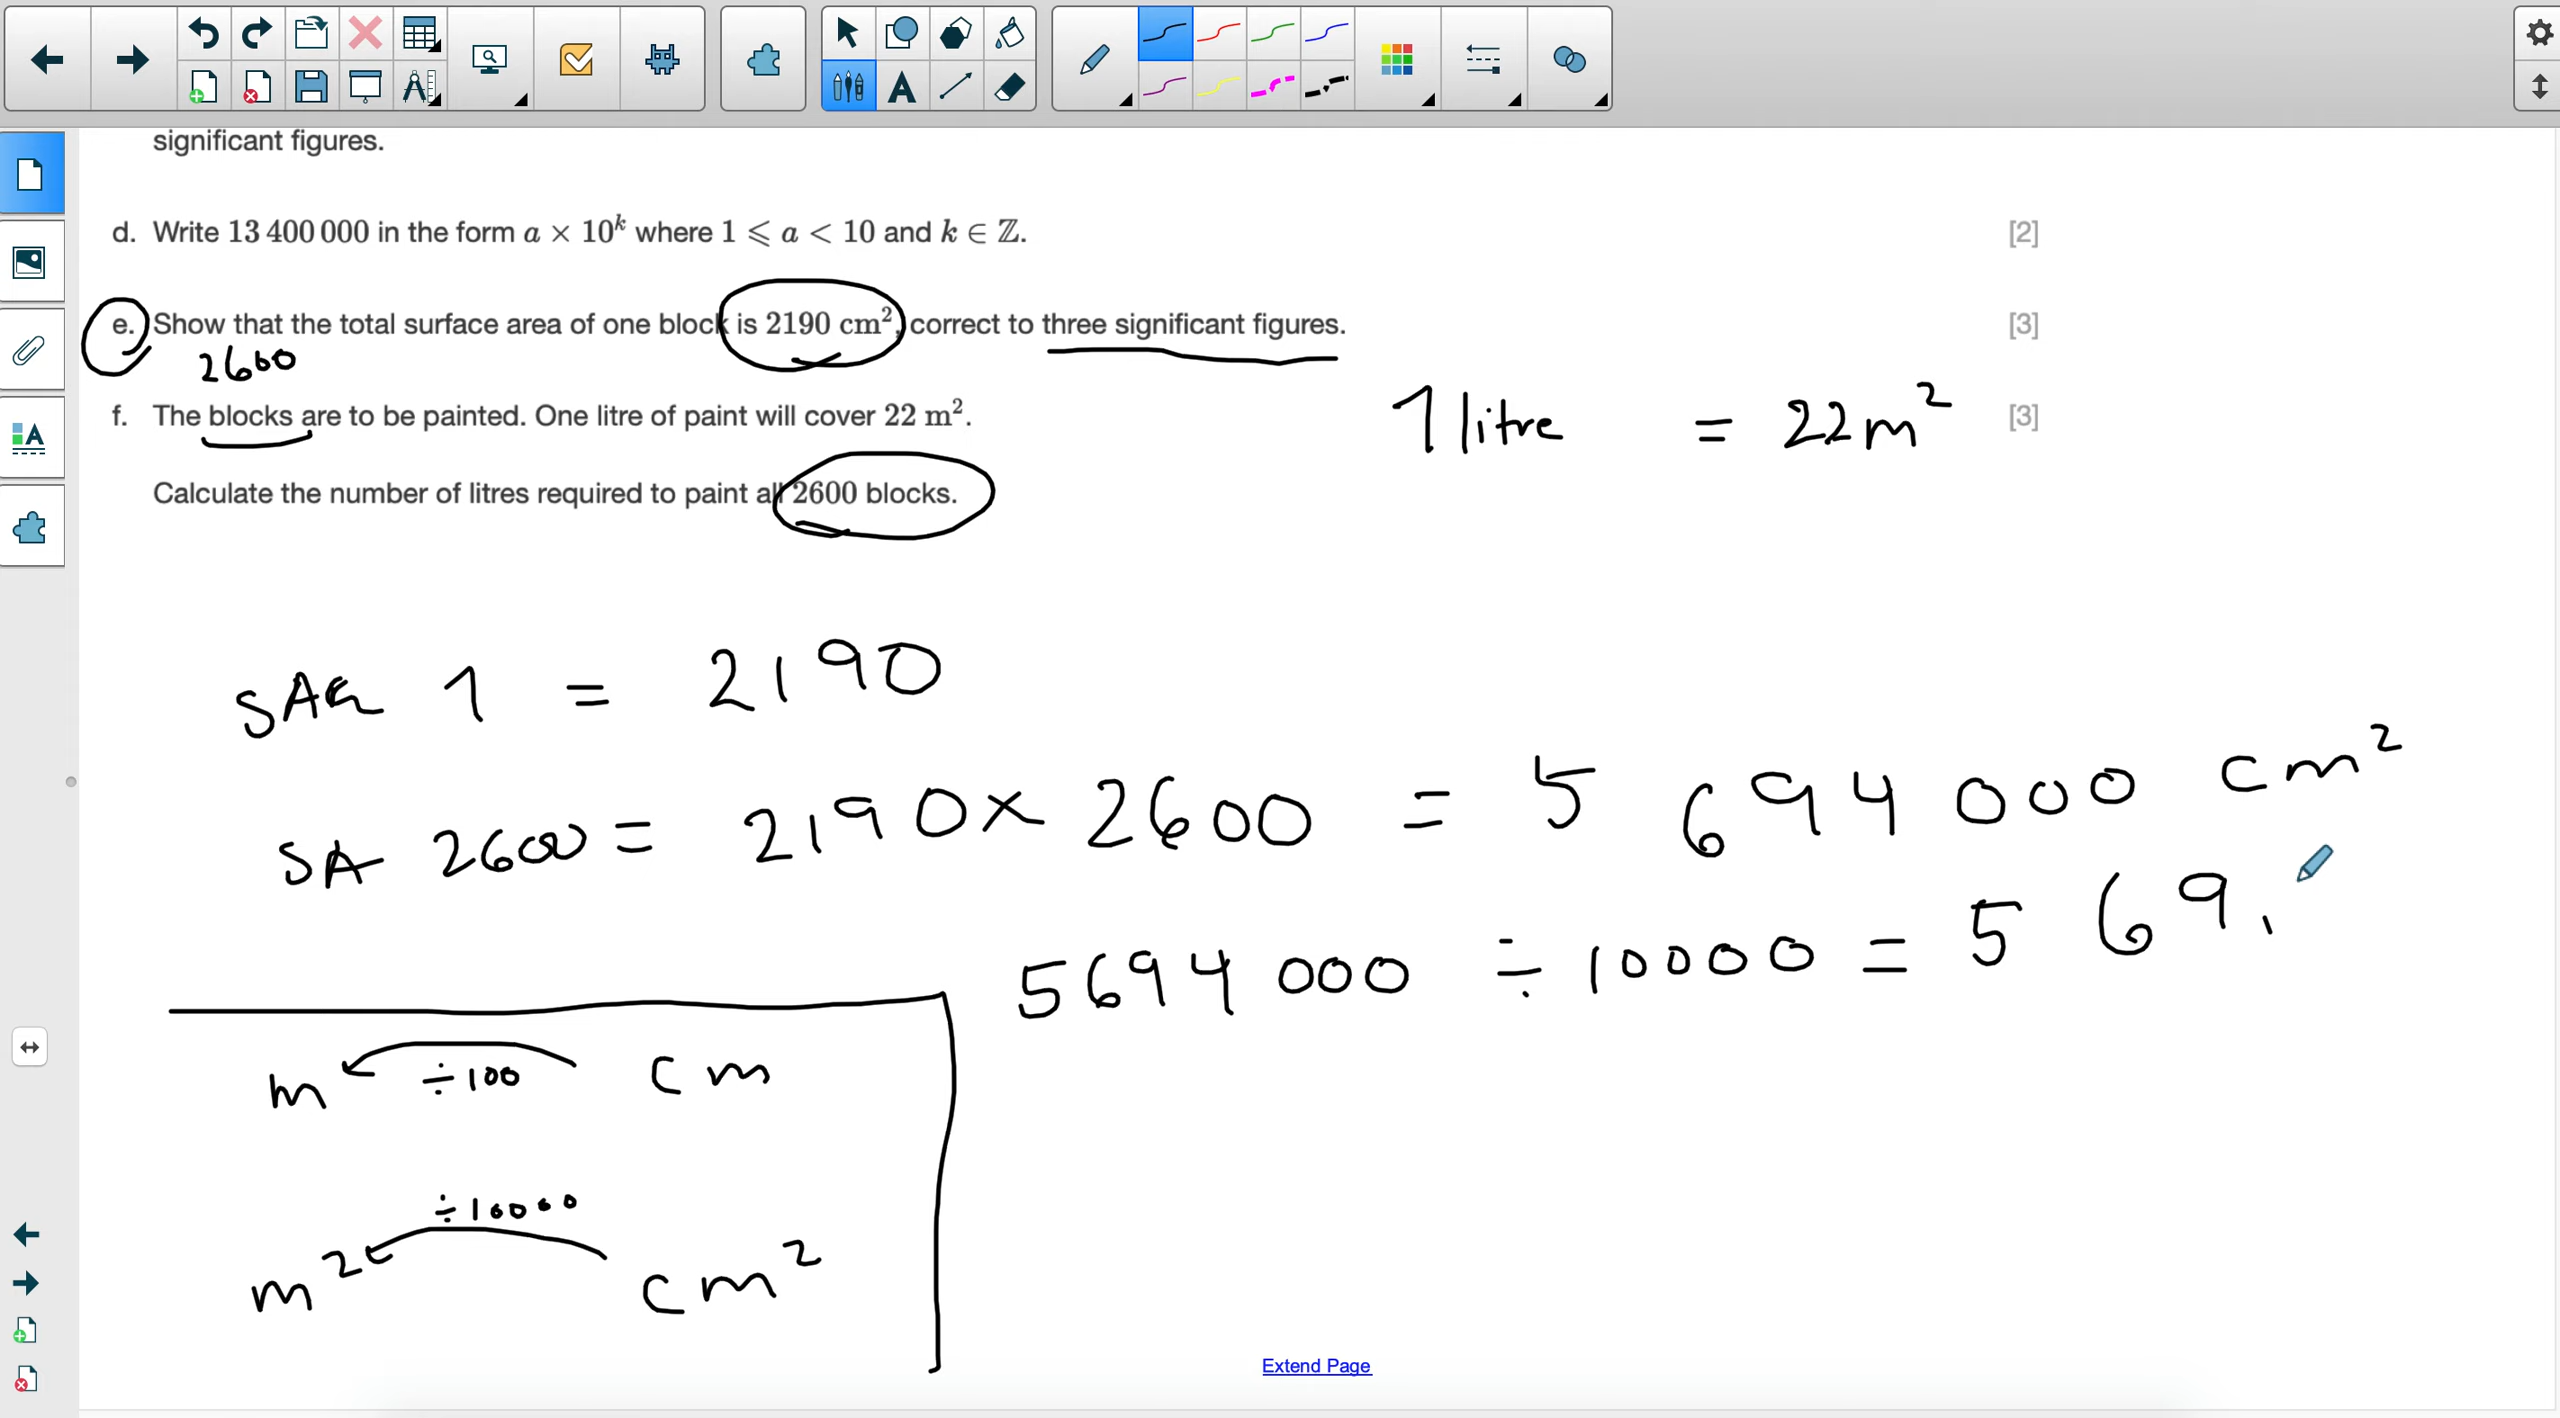 significant figures.
d. Write 13 400 000 in the form a × 10^k where 1 ⩽ a < 10 and k ∈ ℤ. [2]
e. Show that the total surface area of one block is 2190 cm², correct to three significant figures. [3]
2600
f. The blocks are to be painted. One litre of paint will cover 22 m². [3]
1 litre = 22m²
Calculate the number of litres required to paint all 2600 blocks.
SA 1 = 2190
SA 2600 = 2190 × 2600 = 5 694 000 cm²
5694 000 ÷ 10000 = 5 69.
m ÷100 cm
m² ÷10000 cm²
Extend Page